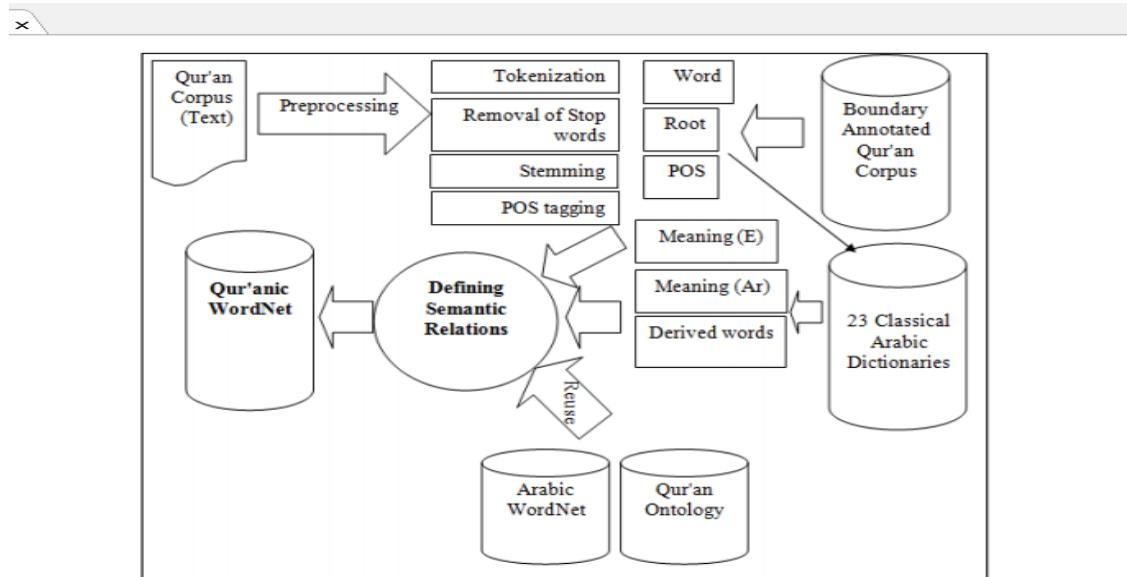 Qur'an
Corpus
(Text)
Preprocessing
Tokenization
Removal of Stop
words
Stemming
POS tagging
Word
Root
POS
Boundary
Annotated
Qur'an
Corpus
Meaning (E)
Meaning (Ar)
Derived words
23 Classical
Arabic
Dictionaries
Defining
Semantic
Relations
Qur'anic
WordNet
Reuse
Arabic
WordNet
Qur'an
Ontology